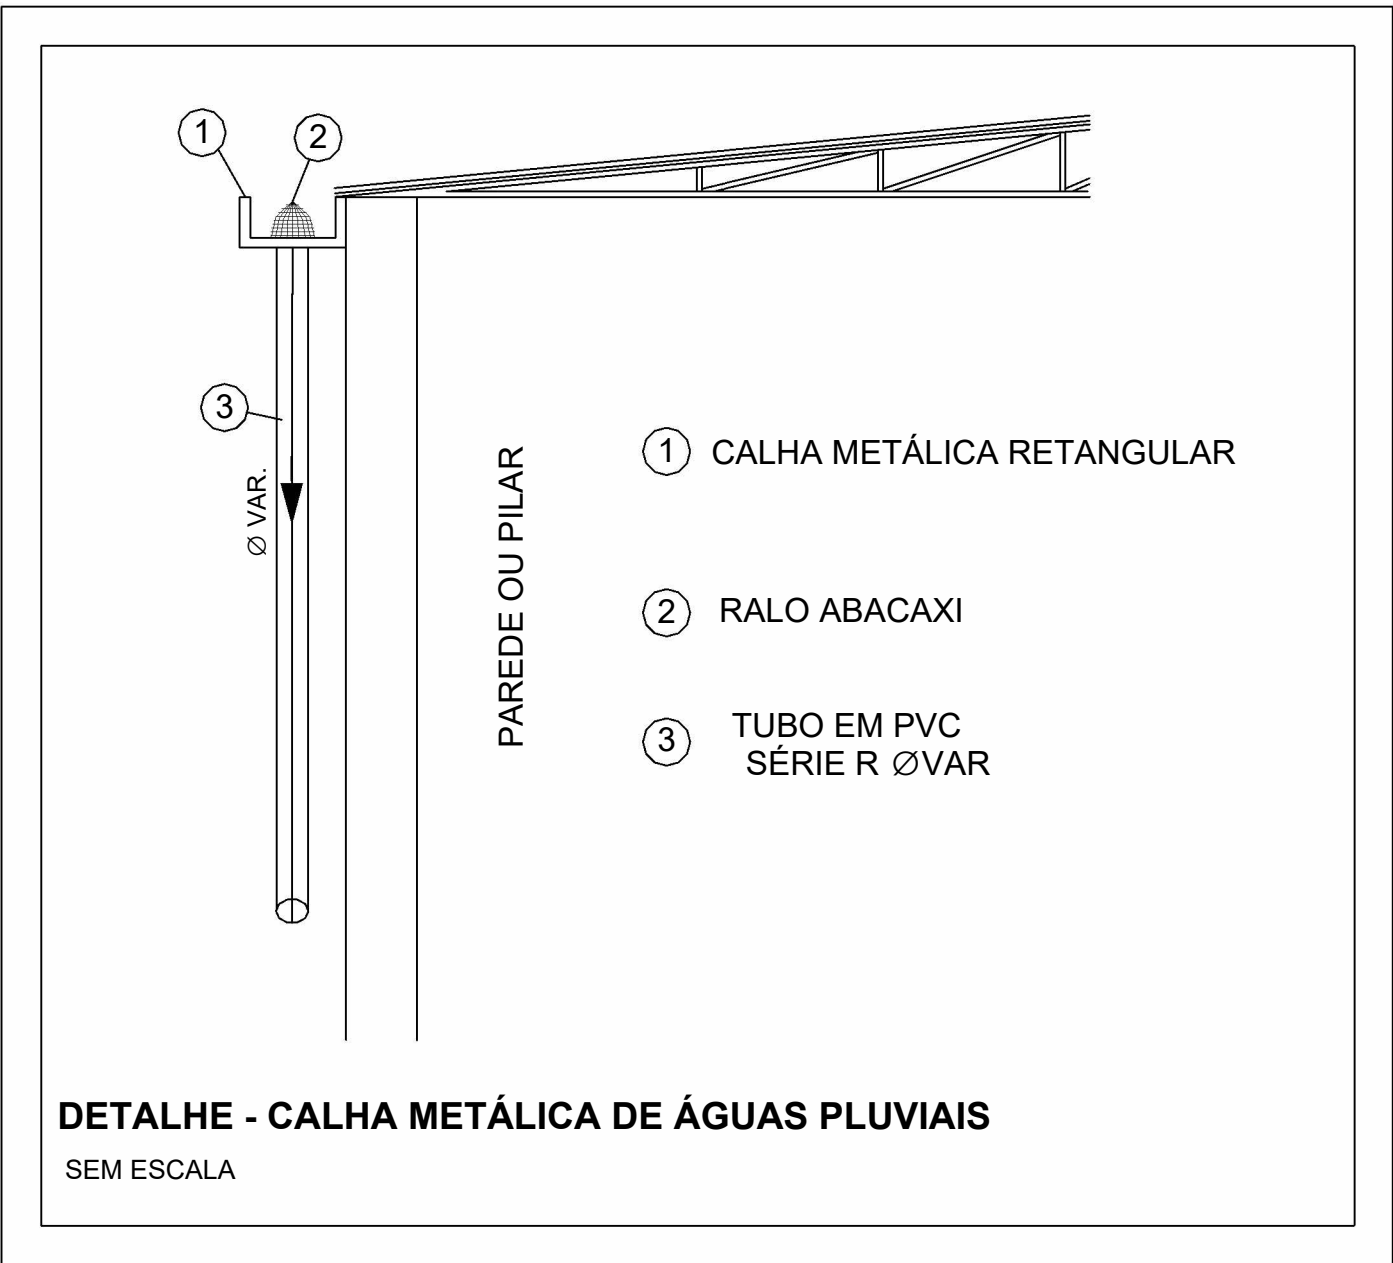 1
2
3
Ø VAR.
PAREDE OU PILAR
1 CALHA METÁLICA RETANGULAR
2 RALO ABACAXI
3 TUBO EM PVC
SÉRIE R ØVAR
DETALHE - CALHA METÁLICA DE ÁGUAS PLUVIAIS
SEM ESCALA